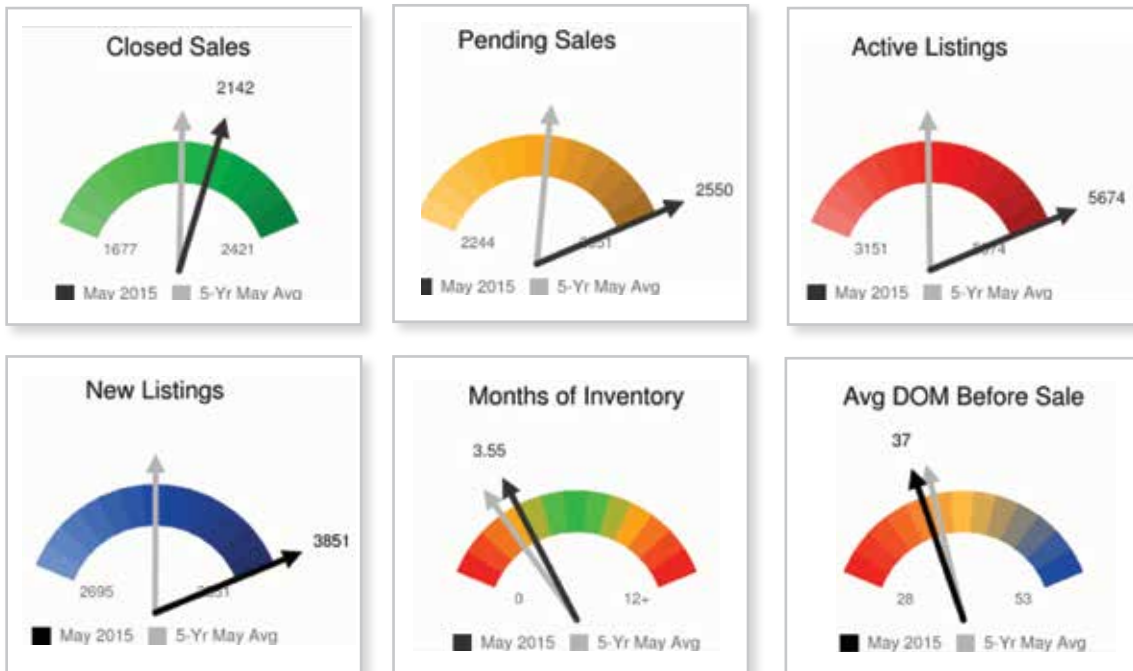 Closed Sales
2142
1677
2421
May 2015 5-Yr May Avg
Pending Sales
2550
2244
May 2015 5-Yr May Avg
Active Listings
5674
3151
May 2015 5-Yr May Avg
New Listings
3851
2695
May 2015 5-Yr May Avg
Months of Inventory
3.55
0
12+
May 2015 5-Yr May Avg
Avg DOM Before Sale
37
28
53
May 2015 5-Yr May Avg